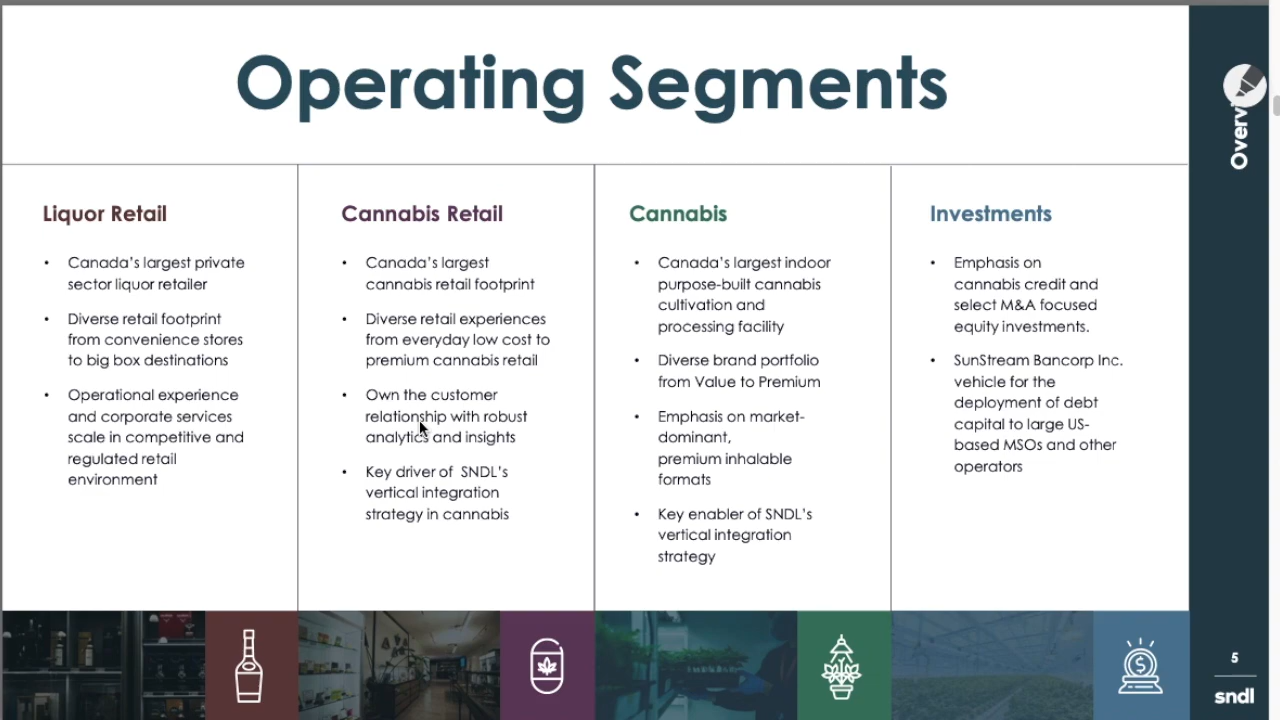 Operating Segments
Liquor Retail
• Canada's largest private
sector liquor retailer
• Diverse retail footprint
from convenience stores
to big box destinations
• Operational experience
and corporate services
scale in competitive and
regulated retail
environment
Cannabis Retail
• Canada's largest
cannabis retail footprint
• Diverse retail experiences
from everyday low cost to
premium cannabis retail
• Own the customer
relationship with robust
analytics and insights
• Key driver of SNDL's
vertical integration
strategy in cannabis
Cannabis
• Canada's largest indoor
purpose-built cannabis
cultivation and
processing facility
• Diverse brand portfolio
from Value to Premium
• Emphasis on market-
dominant,
premium inhalable
formats
• Key enabler of SNDL's
vertical integration
strategy
Investments
• Emphasis on
cannabis credit and
select M&A focused
equity investments.
• SunStream Bancorp Inc.
vehicle for the
deployment of debt
capital to large US-
based MSOs and other
operators
Overv
5
sndl